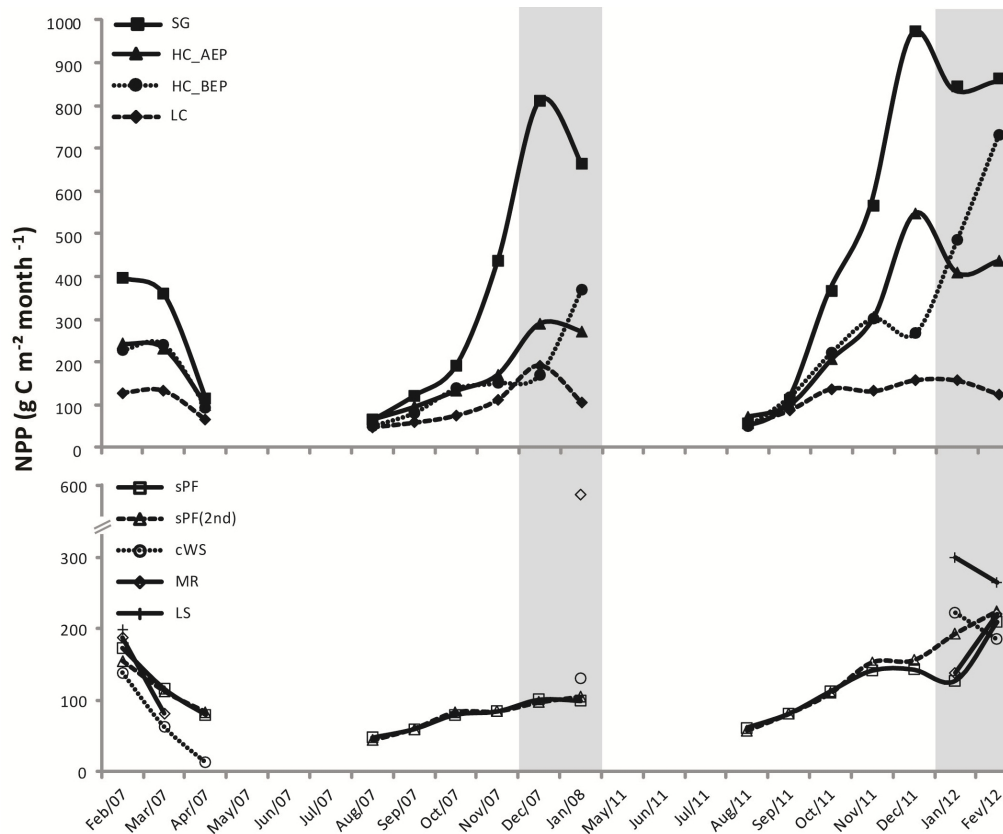 1000
900
800
700
600
500
400
300
200
100
0
SG
HC_AEP
HC_BEP
LC
NPP (g C m⁻² month ⁻¹)
600
300
200
100
0
sPF
sPF(2nd)
cWS
MR
LS
Feb/07
Mar/07
Apr/07
May/07
Jun/07
Jul/07
Aug/07
Sep/07
Oct/07
Nov/07
Dec/07
Jan/08
May/11
Jun/11
Jul/11
Aug/11
Sep/11
Oct/11
Nov/11
Dec/11
Jan/12
Fev/12